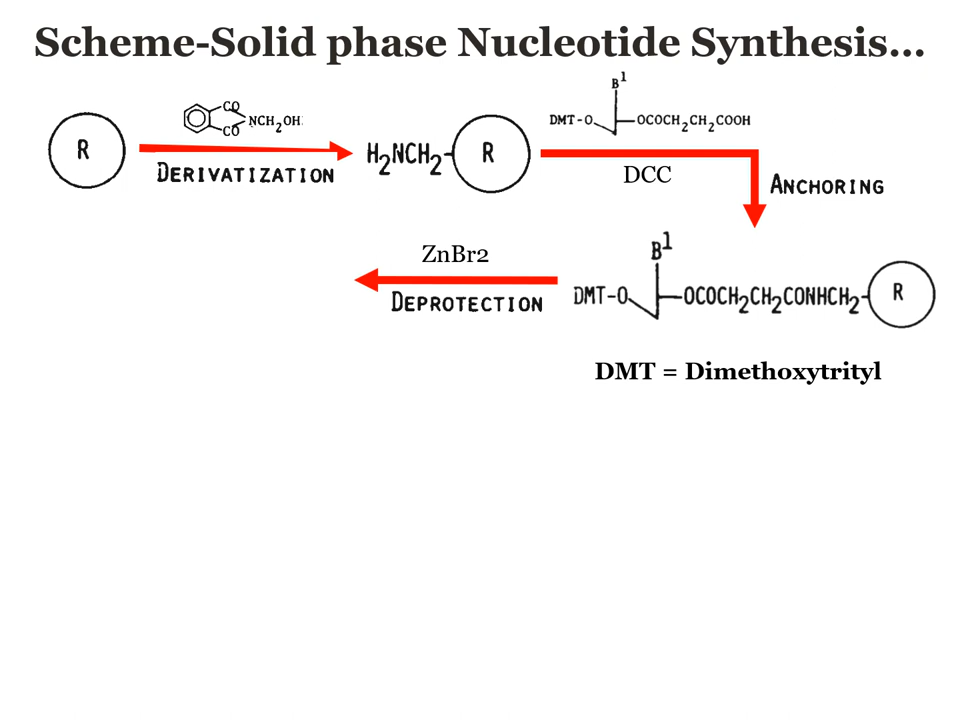 Scheme-Solid phase Nucleotide Synthesis...
CO
NCH2OH
CO
R
DERIVATIZATION
H2NCH2-
R
B1
DMT-O
OCOCH2CH2COOH
DCC
ANCHORING
ZnBr2
DEPROTECTION
B1
DMT-O
-OCOCH2CH2CONHCH2-
R
DMT = Dimethoxytrityl